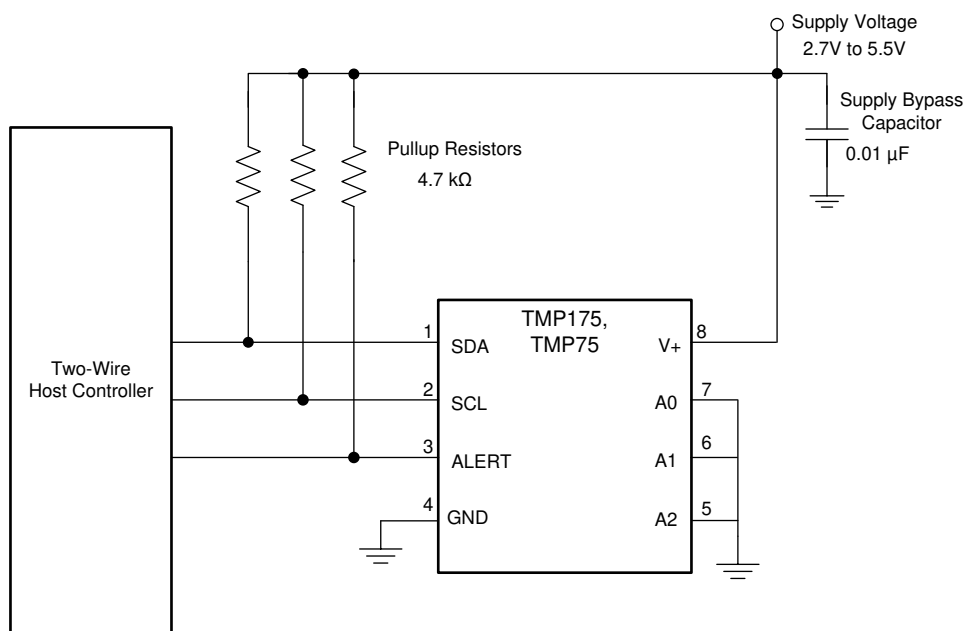 Supply Voltage
2.7V to 5.5V
Supply Bypass
Capacitor
0.01 µF
Pullup Resistors
4.7 kΩ
Two-Wire
Host Controller
TMP175,
TMP75
1
SDA
V+
8
2
SCL
A0
7
3
ALERT
A1
6
4
GND
A2
5